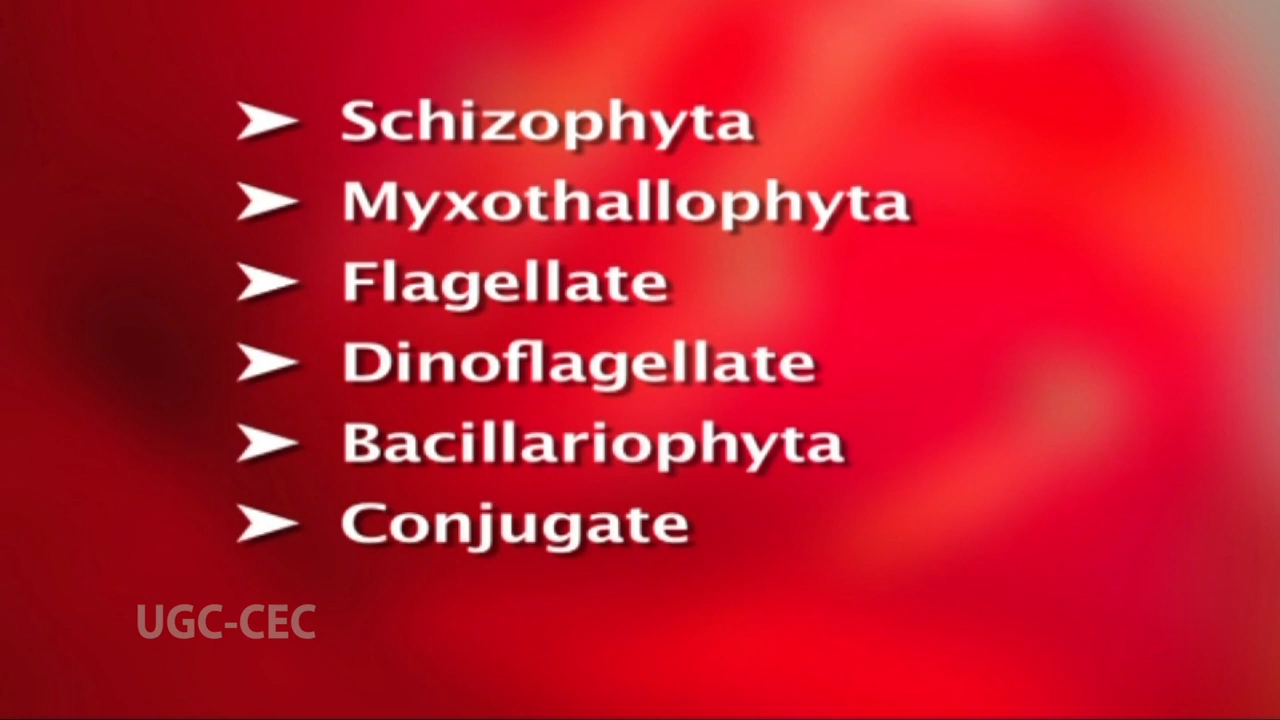 Schizophyta
Myxothallophyta
Flagellate
Dinoflagellate
Bacillariophyta
Conjugate
UGC-CEC